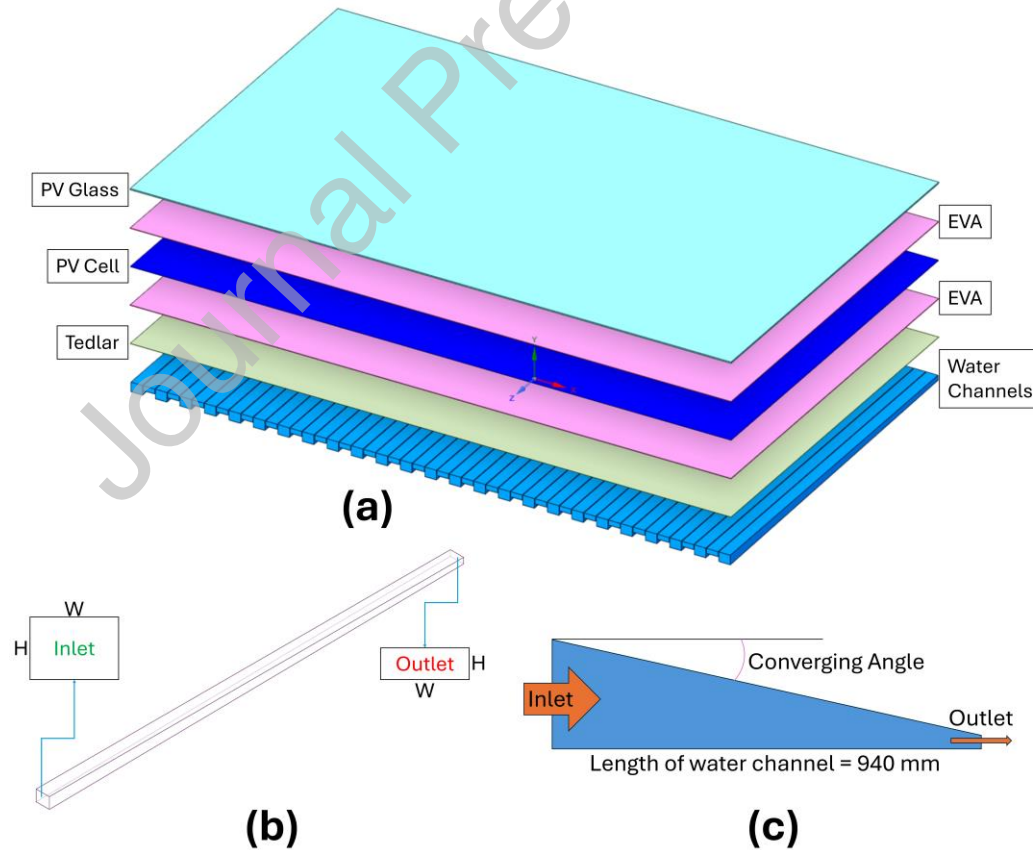 Journal Pre
PV Glass
EVA
PV Cell
EVA
Tedlar
Water
Channels
Y
Z
(a)
W
H
Inlet
Outlet
H
W
(b)
Converging Angle
Inlet
Outlet
Length of water channel = 940 mm
(c)